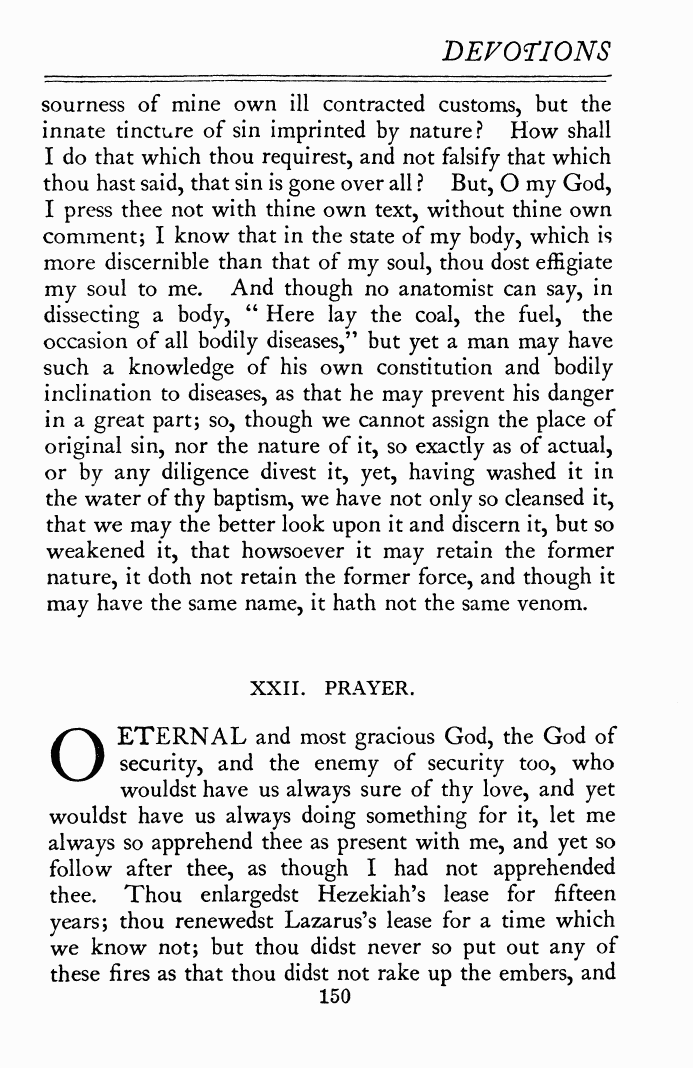 DEVOTIONS
sourness of mine own ill contracted customs, but the
innate tincture of sin imprinted by nature? How shall
I do that which thou requirest, and not falsify that which
thou hast said, that sin is gone over all? But, O my God,
I press thee not with thine own text, without thine own
comment; I know that in the state of my body, which is
more discernible than that of my soul, thou dost effigiate
my soul to me. And though no anatomist can say, in
dissecting a body, “ Here lay the coal, the fuel, the
occasion of all bodily diseases,” but yet a man may have
such a knowledge of his own constitution and bodily
inclination to diseases, as that he may prevent his danger
in a great part; so, though we cannot assign the place of
original sin, nor the nature of it, so exactly as of actual,
or by any diligence divest it, yet, having washed it in
the water of thy baptism, we have not only so cleansed it,
that we may the better look upon it and discern it, but so
weakened it, that howsoever it may retain the former
nature, it doth not retain the former force, and though it
may have the same name, it hath not the same venom.
XXII. PRAYER.
O ETERNAL and most gracious God, the God of
security, and the enemy of security too, who
wouldst have us always sure of thy love, and yet
wouldst have us always doing something for it, let me
always so apprehend thee as present with me, and yet so
follow after thee, as though I had not apprehended
thee. Thou enlargedst Hezekiah’s lease for fifteen
years; thou renewedst Lazarus’s lease for a time which
we know not; but thou didst never so put out any of
these fires as that thou didst not rake up the embers, and
150